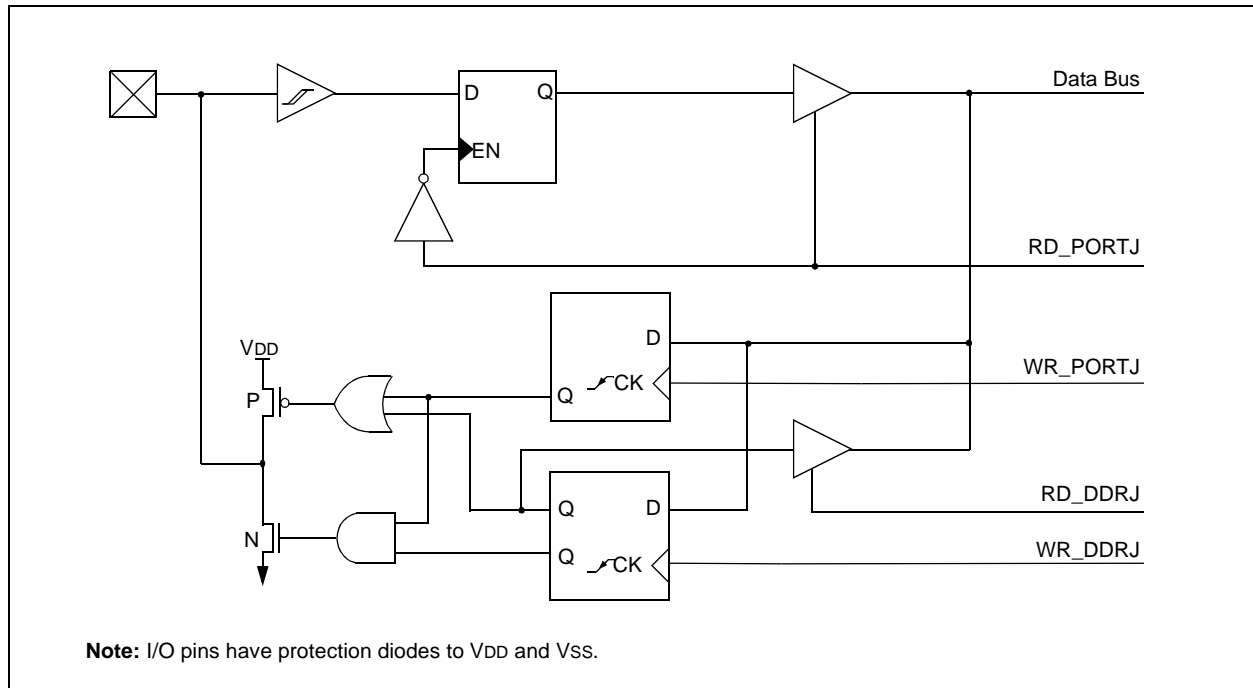 Data Bus
D
Q
EN
RD_PORTJ
D
VDD
WR_PORTJ
Q
CK
P
RD_DDRJ
Q
D
N
Q
CK
WR_DDRJ
Note: I/O pins have protection diodes to VDD and VSS.